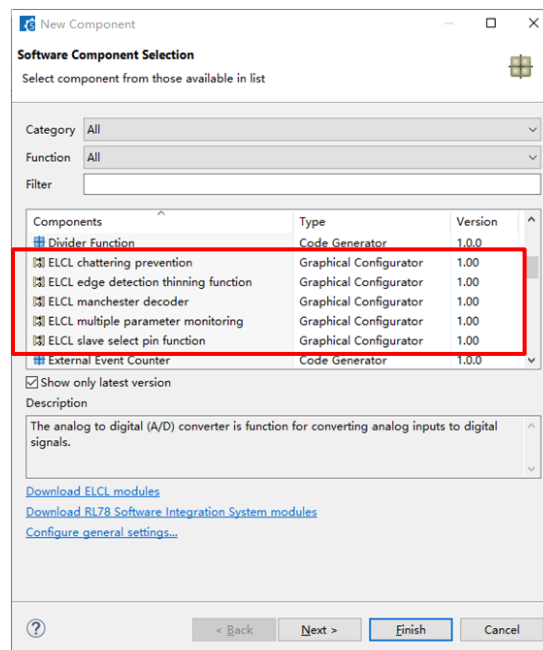 New Component
Software Component Selection
Select component from those available in list
Category All
Function All
Filter
Components Type Version
Divider Function Code Generator 1.0.0
ELCL chattering prevention Graphical Configurator 1.00
ELCL edge detection thinning function Graphical Configurator 1.00
ELCL manchester decoder Graphical Configurator 1.00
ELCL multiple parameter monitoring Graphical Configurator 1.00
ELCL slave select pin function Graphical Configurator 1.00
External Event Counter Code Generator 1.0.0
Show only latest version
Description
The analog to digital (A/D) converter is function for converting analog inputs to digital
signals.
Download ELCL modules
Download RL78 Software Integration System modules
Configure general settings...
? < Back Next > Finish Cancel